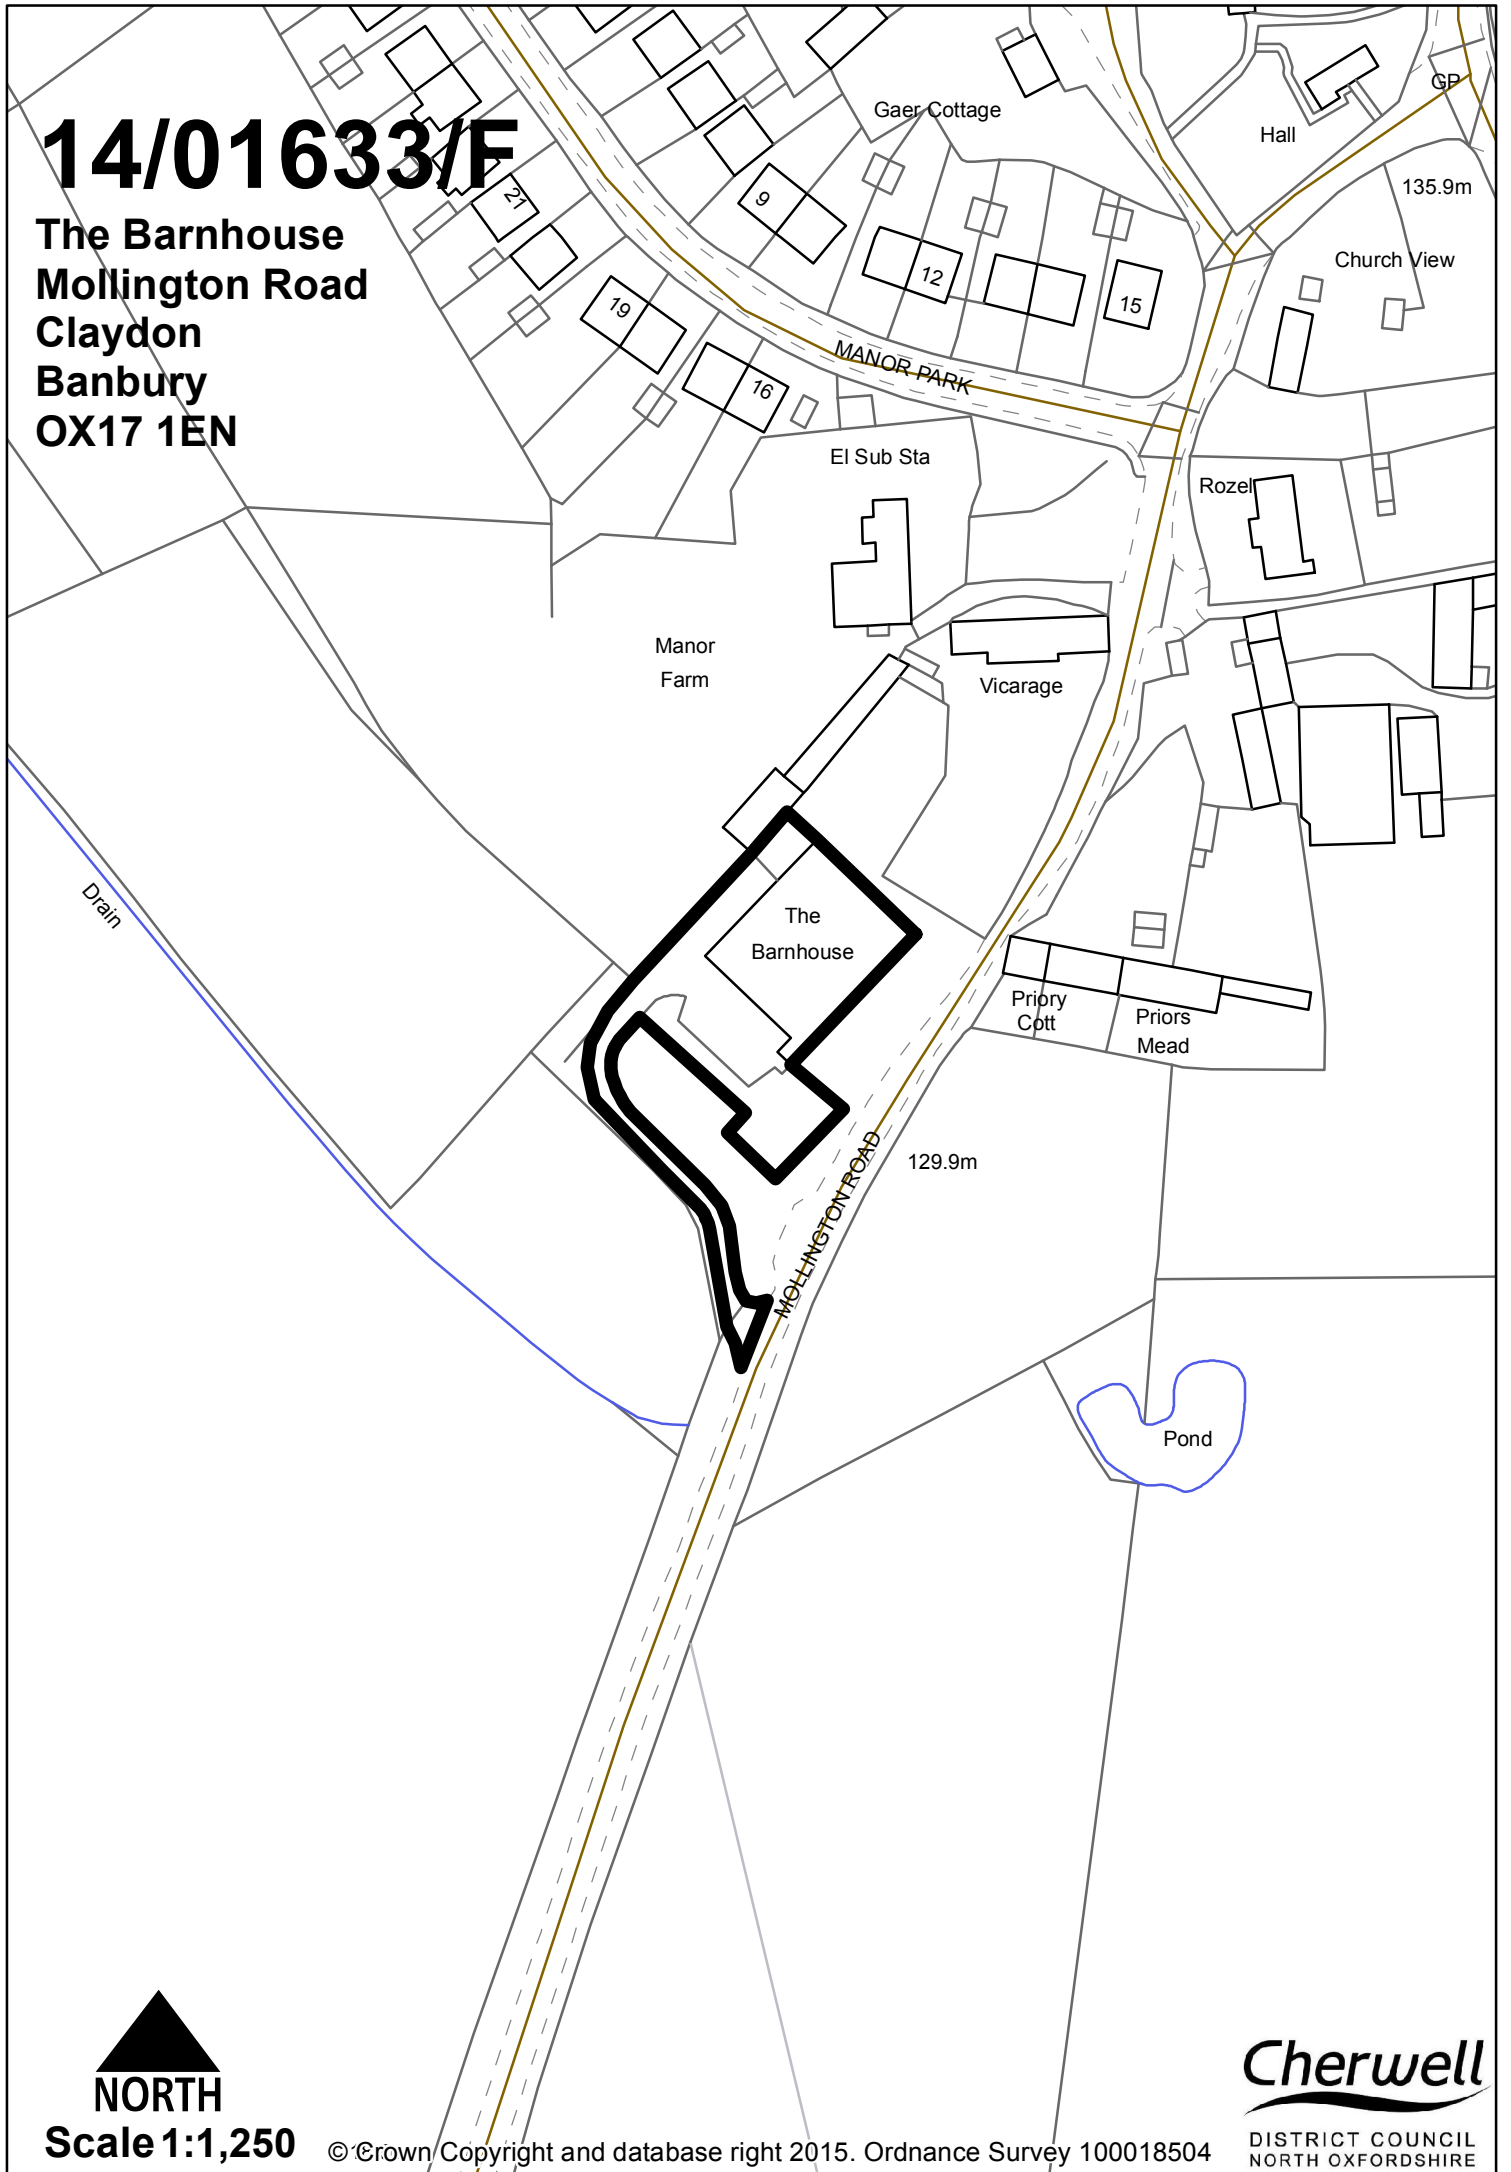 14/01633/F
The Barnhouse
Mollington Road
Claydon
Banbury
OX17 1EN
Gaer Cottage
Hall
GP
135.9m
Church View
21
9
12
15
19
16
MANOR PARK
El Sub Sta
Rozel
Manor
Farm
Vicarage
Drain
The
Barnhouse
Priory
Cott
Priors
Mead
MOLLINGTON ROAD
129.9m
Pond
NORTH
Scale 1:1,250
© Crown Copyright and database right 2015. Ordnance Survey 100018504
Cherwell
DISTRICT COUNCIL
NORTH OXFORDSHIRE